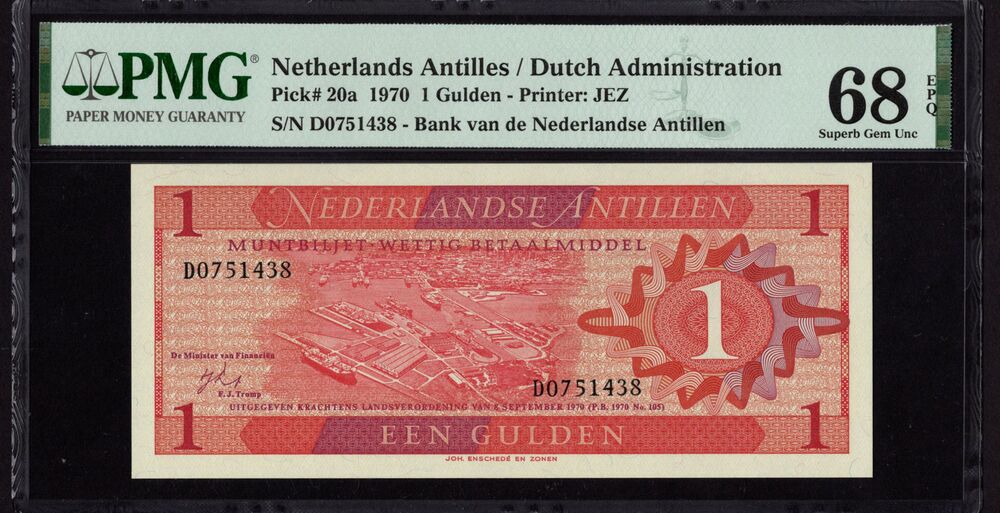 PMG®
PAPER MONEY GUARANTY
Netherlands Antilles / Dutch Administration
Pick# 20a 1970 1 Gulden - Printer: JEZ
S/N D0751438 - Bank van de Nederlandse Antillen
68
EPQ
Superb Gem Unc
1 NEDERLANDSE ANTILLEN 1
MUNTBILJET·WETTIG BETAALMIDDEL
D0751438
1
De Minister van Financiën
F. J. Tromp
D0751438
UITGEGEVEN KRACHTENS LANDSVERORDENING VAN 8 SEPTEMBER 1970 (P.B. 1970 No. 105)
1 EEN GULDEN 1
JOH. ENSCHEDÉ EN ZONEN